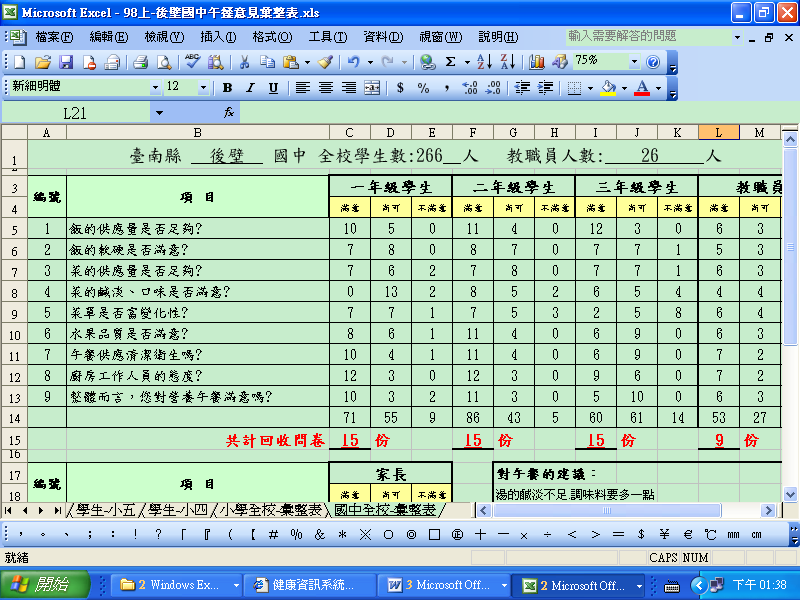 Microsoft Excel - 98上-後壁國中午餐意見彙整表.xls
檔案(F) 編輯(E) 檢視(V) 插入(I) 格式(O) 工具(T) 資料(D) 視窗(W) 說明(H) 輸入需要解答的問題
75%
新細明體 12 B I U $ % ,
L21 fx
A B C D E F G H I J K L M
1 臺南縣 後壁 國中 全校學生數:266 人 教職員人數: 26 人
2
3 編號 項 目 一年級學生 二年級學生 三年級學生 教職員
4 滿意 尚可 不滿意 滿意 尚可 不滿意 滿意 尚可 不滿意 滿意 尚可
5 1 飯的供應量是否足夠? 10 5 0 11 4 0 12 3 0 6 3
6 2 飯的軟硬是否滿意? 7 8 0 8 7 0 7 7 1 5 3
7 3 菜的供應量是否足夠? 7 6 2 7 8 0 7 7 1 6 3
8 4 菜的鹹淡、口味是否滿意? 0 13 2 8 5 2 6 5 4 4 4
9 5 菜單是否富變化性? 7 7 1 7 5 3 2 5 8 6 4
10 6 水果品質是否滿意? 8 6 1 11 4 0 6 9 0 6 3
11 7 午餐供應清潔衛生嗎? 10 4 1 11 4 0 6 9 0 7 2
12 8 廚房工作人員的態度? 12 3 0 12 3 0 9 6 0 7 2
13 9 整體而言，您對營養午餐滿意嗎? 10 3 2 11 3 0 5 10 0 6 3
14 71 55 9 86 43 5 60 61 14 53 27
15 共計回收問卷 15 份 15 份 15 份 9 份
16
17 編號 項 目 家長 對午餐的建議：
18 滿意 尚可 不滿意 湯的鹹淡不足,調味料要多一點
學生-小五 學生-小四 小學全校-彙整表 國中全校-彙整表
， 。 、 ； ： ！ ？ 「 『 （ 【 # % & * ※ ○ ◎ □ ㊣ ＋ － × ÷ ＜ ＞ ＝ $ ￥ € ℃ mm cm
就緒 CAPS NUM
開始 2 Windows Ex... 健康資訊系統... 3 Microsoft Off... 2 Microsoft Off... 下午 01:38